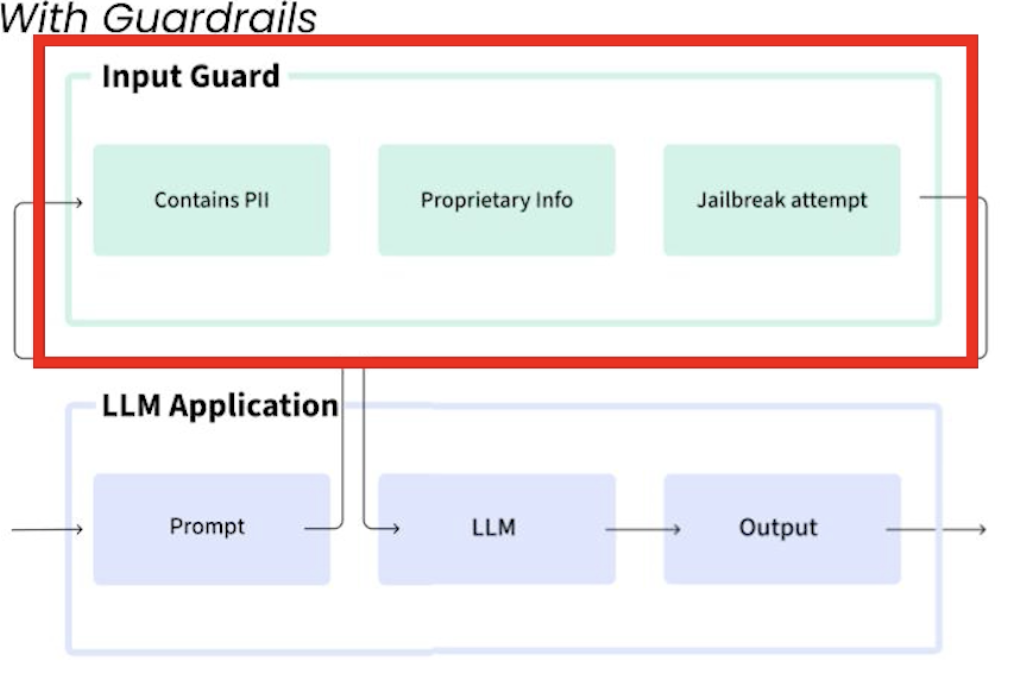 With Guardrails
Input Guard
Contains PII
Proprietary Info
Jailbreak attempt
LLM Application
Prompt
LLM
Output